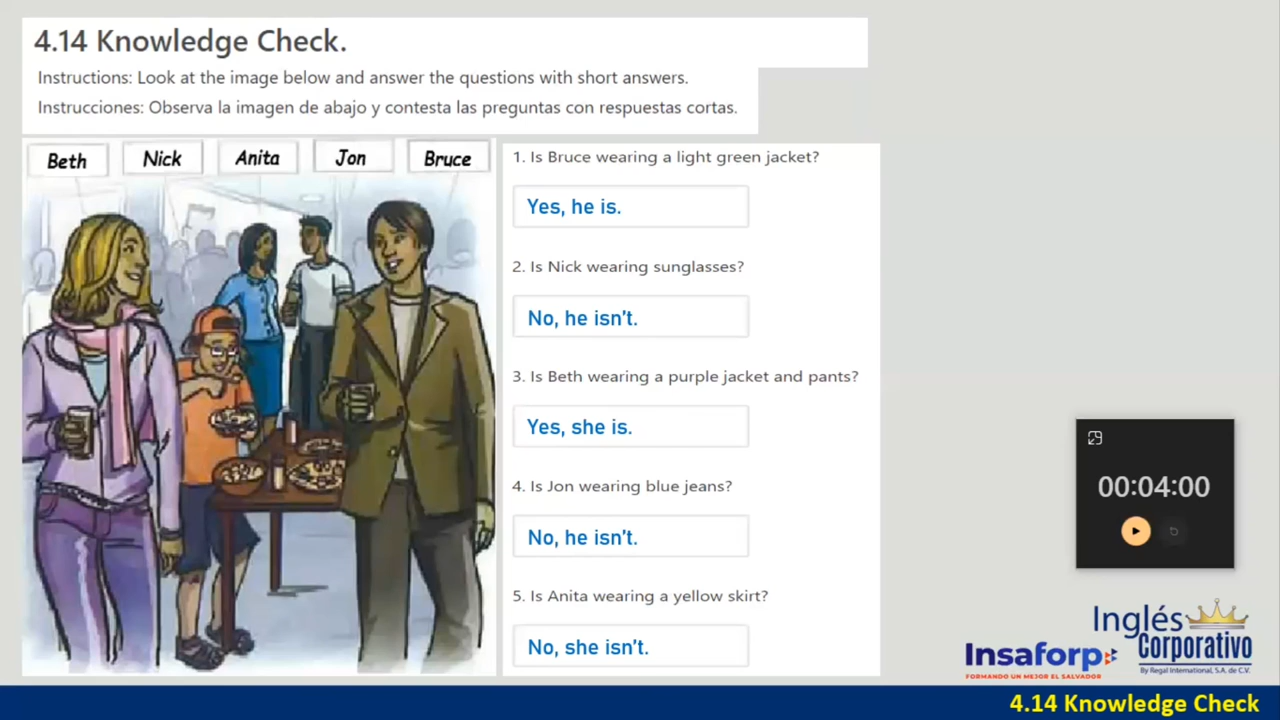 4.14 Knowledge Check.
Instructions: Look at the image below and answer the questions with short answers.
Instrucciones: Observa la imagen de abajo y contesta las preguntas con respuestas cortas.
Beth Nick Anita Jon Bruce
1. Is Bruce wearing a light green jacket?
Yes, he is.
2. Is Nick wearing sunglasses?
No, he isn't.
3. Is Beth wearing a purple jacket and pants?
Yes, she is.
4. Is Jon wearing blue jeans?
No, he isn't.
5. Is Anita wearing a yellow skirt?
No, she isn't.
00:04:00
Insaforp
FORMANDO UN MEJOR EL SALVADOR
Inglés
Corporativo
By Regal International, S.A. de C.V.
4.14 Knowledge Check